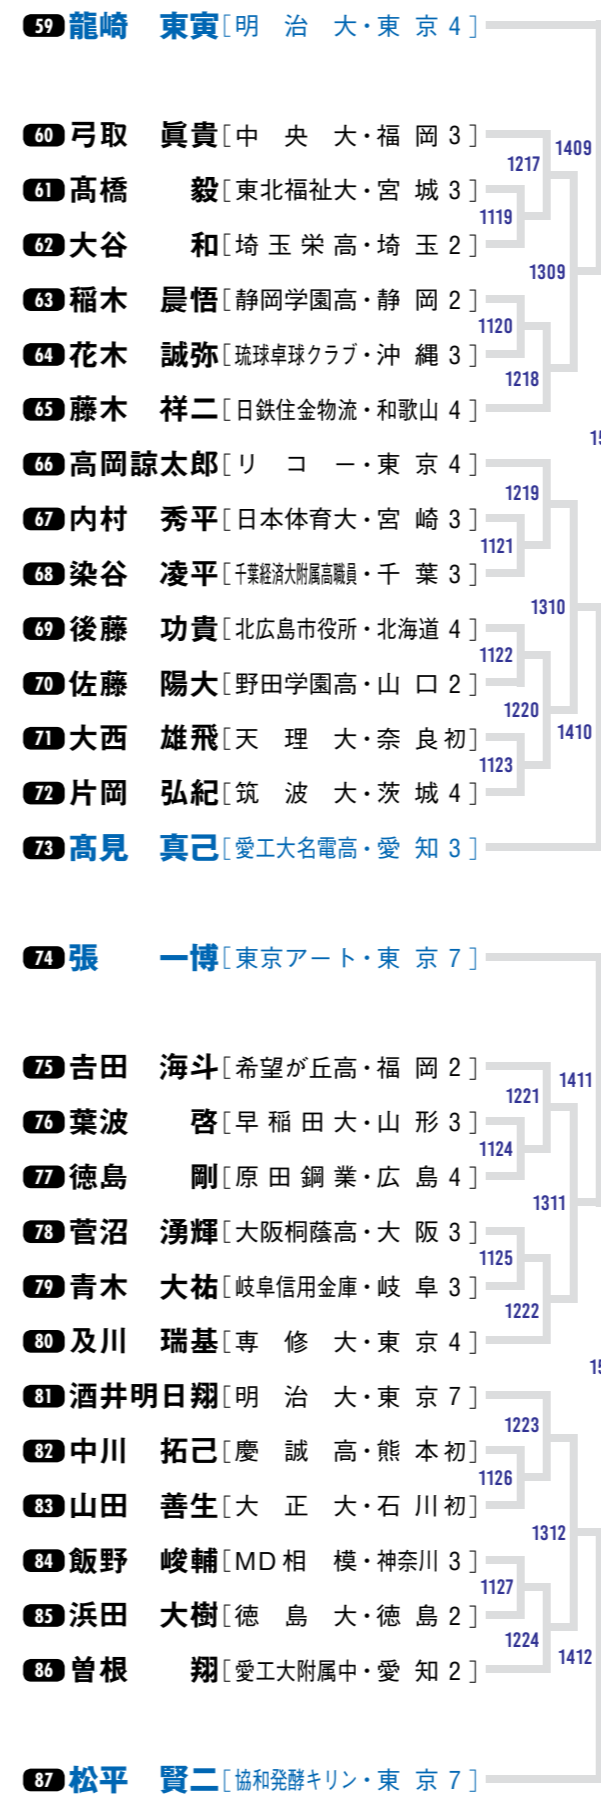 59 龍崎 東寅[明治大・東京4]
1409
60 弓取 眞貴[中央大・福岡3]
1217
61 髙橋 毅[東北福祉大・宮城3]
1119
62 大谷 和[埼玉栄高・埼玉2]
1309
63 稲木 晨悟[静岡学園高・静岡2]
1120
64 花木 誠弥[琉球卓球クラブ・沖縄3]
1218
65 藤木 祥二[日鉄住金物流・和歌山4]
66 高岡諒太郎[リコー・東京4]
1219
67 内村 秀平[日本体育大・宮崎3]
1121
68 染谷 凌平[千葉経済大附属高職員・千葉3]
1310
69 後藤 功貴[北広島市役所・北海道4]
1122
70 佐藤 陽大[野田学園高・山口2]
1220
71 大西 雄飛[天理大・奈良初]
1410
1123
72 片岡 弘紀[筑波大・茨城4]
73 髙見 真己[愛工大名電高・愛知3]
74 張 一博[東京アート・東京7]
1411
75 𠮷田 海斗[希望が丘高・福岡2]
1221
76 葉波 啓[早稲田大・山形3]
1124
77 徳島 剛[原田鋼業・広島4]
1311
78 菅沼 湧輝[大阪桐蔭高・大阪3]
1125
79 青木 大祐[岐阜信用金庫・岐阜3]
1222
80 及川 瑞基[専修大・東京4]
81 酒井明日翔[明治大・東京7]
1223
82 中川 拓己[慶誠高・熊本初]
1126
83 山田 善生[大正大・石川初]
1312
84 飯野 峻輔[MD相模・神奈川3]
1127
85 浜田 大樹[徳島大・徳島2]
1224
1412
86 曽根 翔[愛工大附属中・愛知2]
87 松平 賢二[協和発酵キリン・東京7]